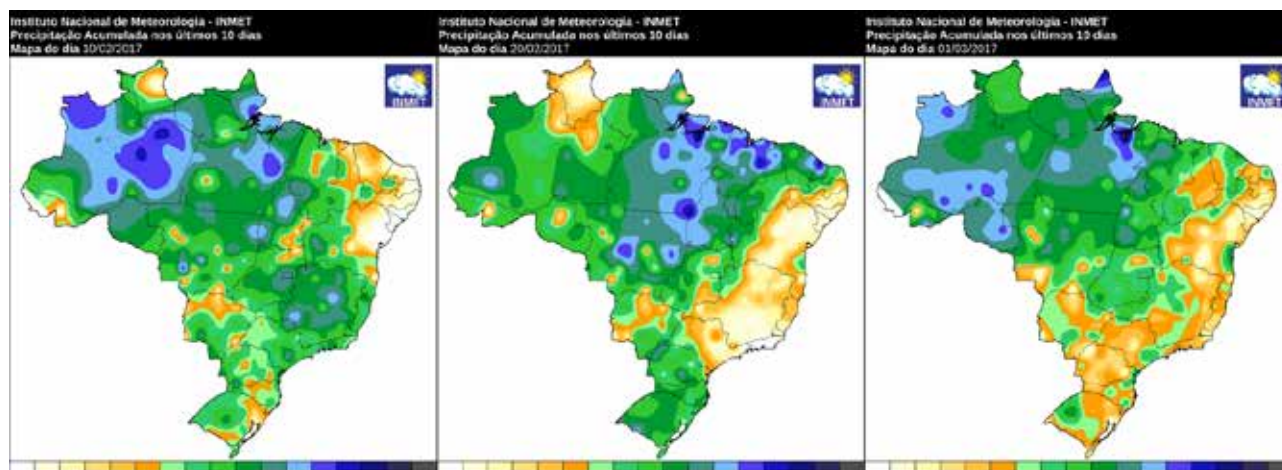 Instituto Nacional de Meteorologia - INMET
Precipitação Acumulada nos últimos 10 dias
Mapa do dia 10/02/2017
INMET
Instituto Nacional de Meteorologia - INMET
Precipitação Acumulada nos últimos 10 dias
Mapa do dia 20/02/2017
INMET
Instituto Nacional de Meteorologia - INMET
Precipitação Acumulada nos últimos 10 dias
Mapa do dia 01/03/2017
INMET